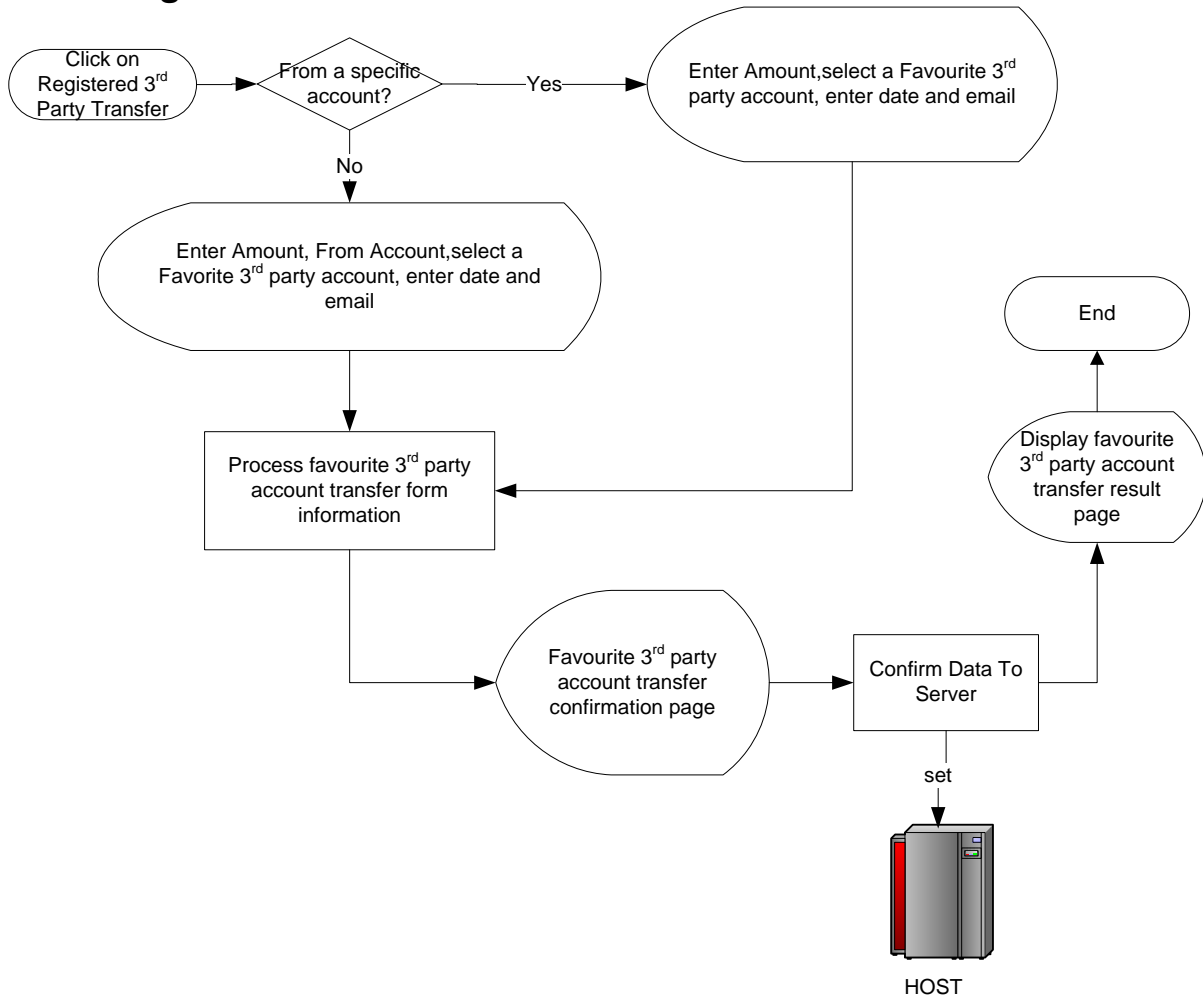 Click on
Registered 3rd
Party Transfer
From a specific
account?
Yes
Enter Amount,select a Favourite 3rd
party account, enter date and email
No
Enter Amount, From Account,select a
Favorite 3rd party account, enter date and
email
End
Process favourite 3rd party
account transfer form
information
Display favourite
3rd party account
transfer result
page
Favourite 3rd party
account transfer
confirmation page
Confirm Data To
Server
set
HOST